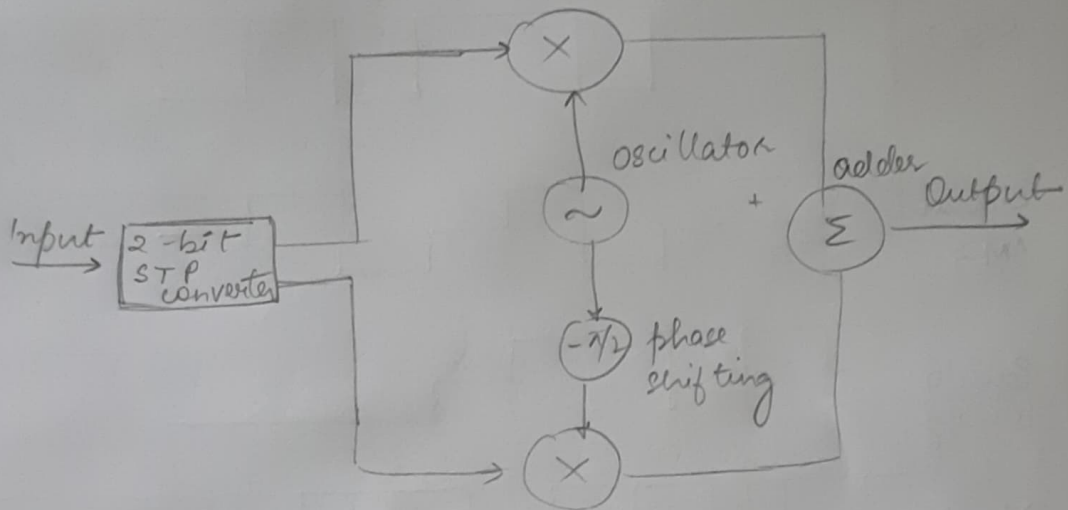 ×
oscillator
adder
+
Output
~
Σ
Input
2-bit
STP
converter
-π/2
phase
shifting
×